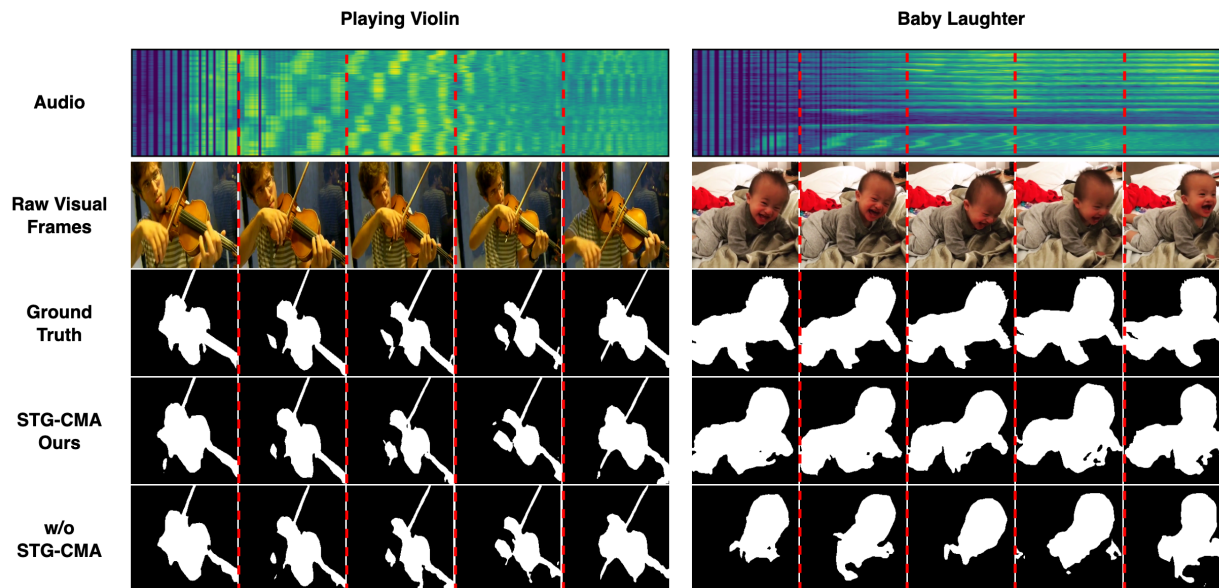 Playing Violin
Baby Laughter
Audio
Raw Visual
Frames
Ground
Truth
STG-CMA
Ours
w/o
STG-CMA